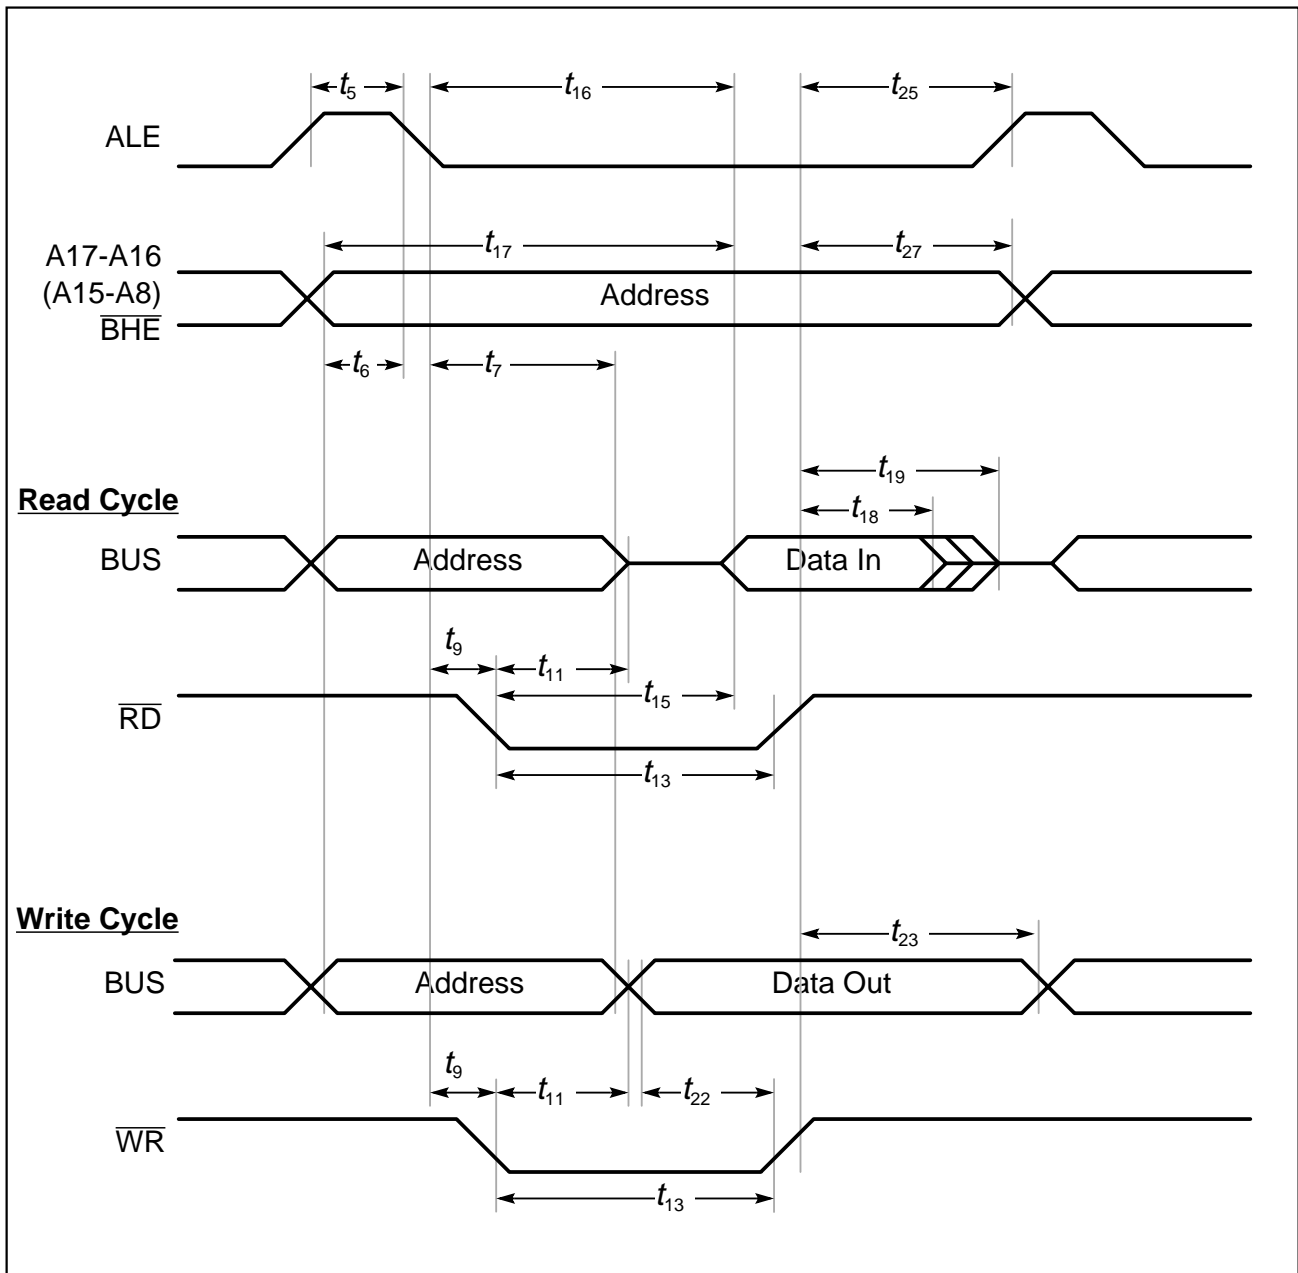 t5
t16
t25
ALE
t17
t27
A17-A16
(A15-A8)
BHE
Address
t6
t7
t19
Read Cycle
t18
BUS
Address
Data In
t9
t11
t15
RD
t13
Write Cycle
t23
BUS
Address
Data Out
t9
t11
t22
WR
t13